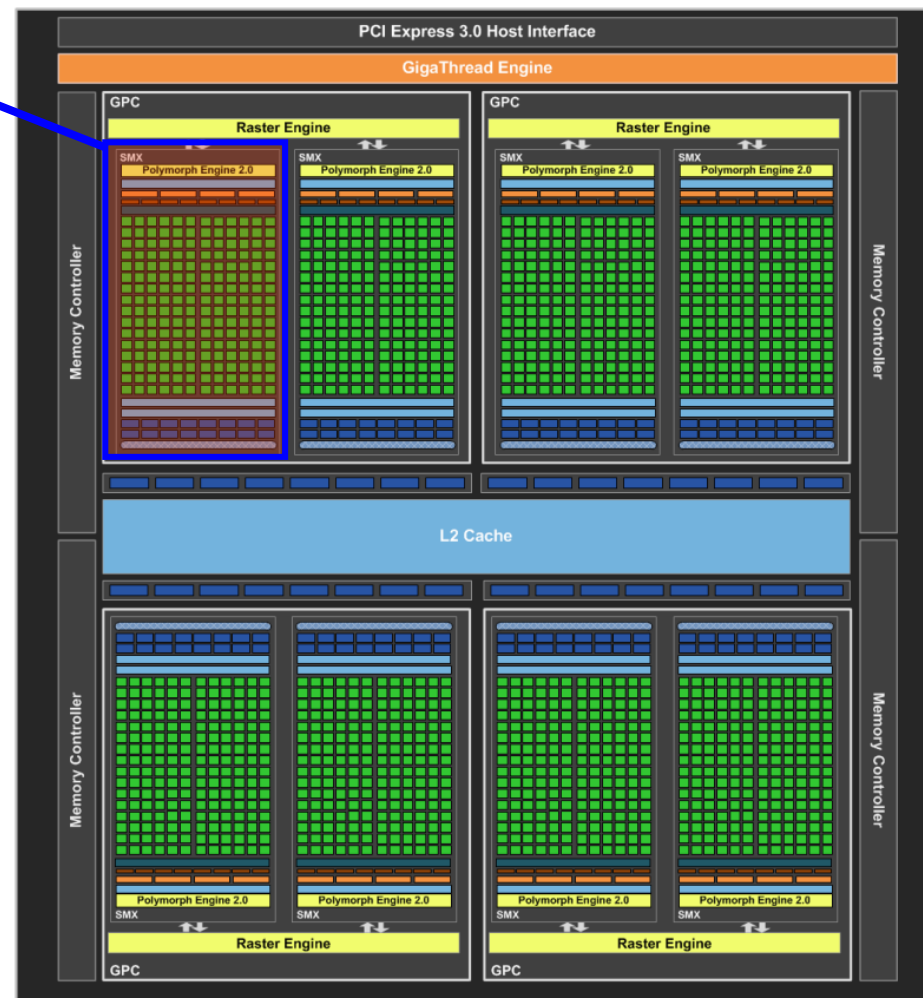 PCI Express 3.0 Host Interface
GigaThread Engine
GPC
GPC
Raster Engine
Raster Engine
SMX
SMX
SMX
SMX
Polymorph Engine 2.0
Polymorph Engine 2.0
Polymorph Engine 2.0
Polymorph Engine 2.0
Memory Controller
Memory Controller
L2 Cache
Memory Controller
Memory Controller
Polymorph Engine 2.0
Polymorph Engine 2.0
Polymorph Engine 2.0
Polymorph Engine 2.0
SMX
SMX
SMX
SMX
Raster Engine
Raster Engine
GPC
GPC